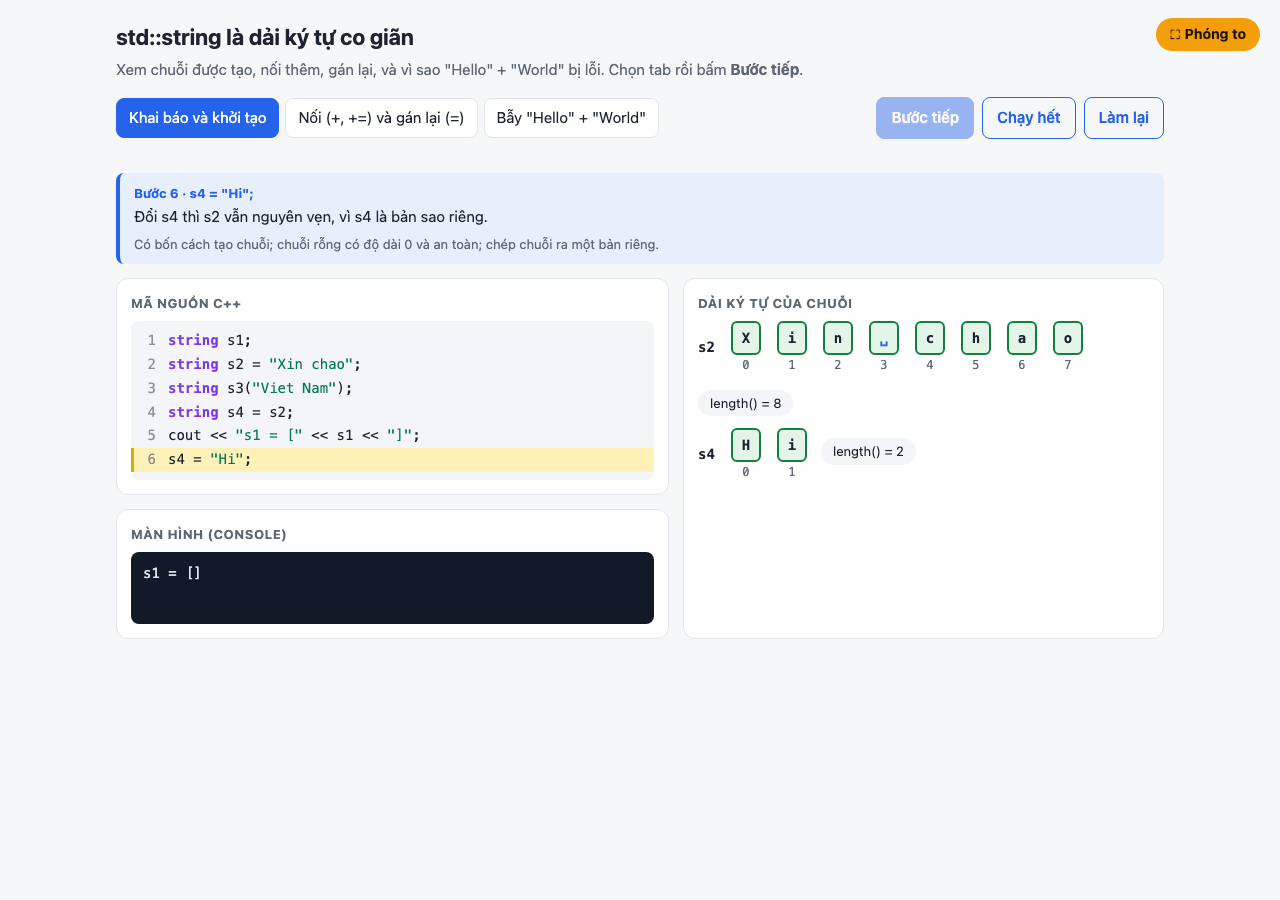 std::string là dải ký tự co giãn
⛶ Phóng to
Xem chuỗi được tạo, nối thêm, gán lại, và vì sao "Hello" + "World" bị lỗi. Chọn tab rồi bấm Bước tiếp.
Khai báo và khởi tạo
Nối (+, +=) và gán lại (=)
Bẫy "Hello" + "World"
Bước tiếp
Chạy hết
Làm lại
Bước 6 · s4 = "Hi";
Đổi s4 thì s2 vẫn nguyên vẹn, vì s4 là bản sao riêng.
Có bốn cách tạo chuỗi; chuỗi rỗng có độ dài 0 và an toàn; chép chuỗi ra một bản riêng.
MÃ NGUỒN C++
1 string s1;
2 string s2 = "Xin chao";
3 string s3("Viet Nam");
4 string s4 = s2;
5 cout << "s1 = [" << s1 << "]";
6 s4 = "Hi";
MÀN HÌNH (CONSOLE)
s1 = []
DẢI KÝ TỰ CỦA CHUỖI
s2 X i n ␣ c h a o
0 1 2 3 4 5 6 7
length() = 8
s4 H i length() = 2
0 1